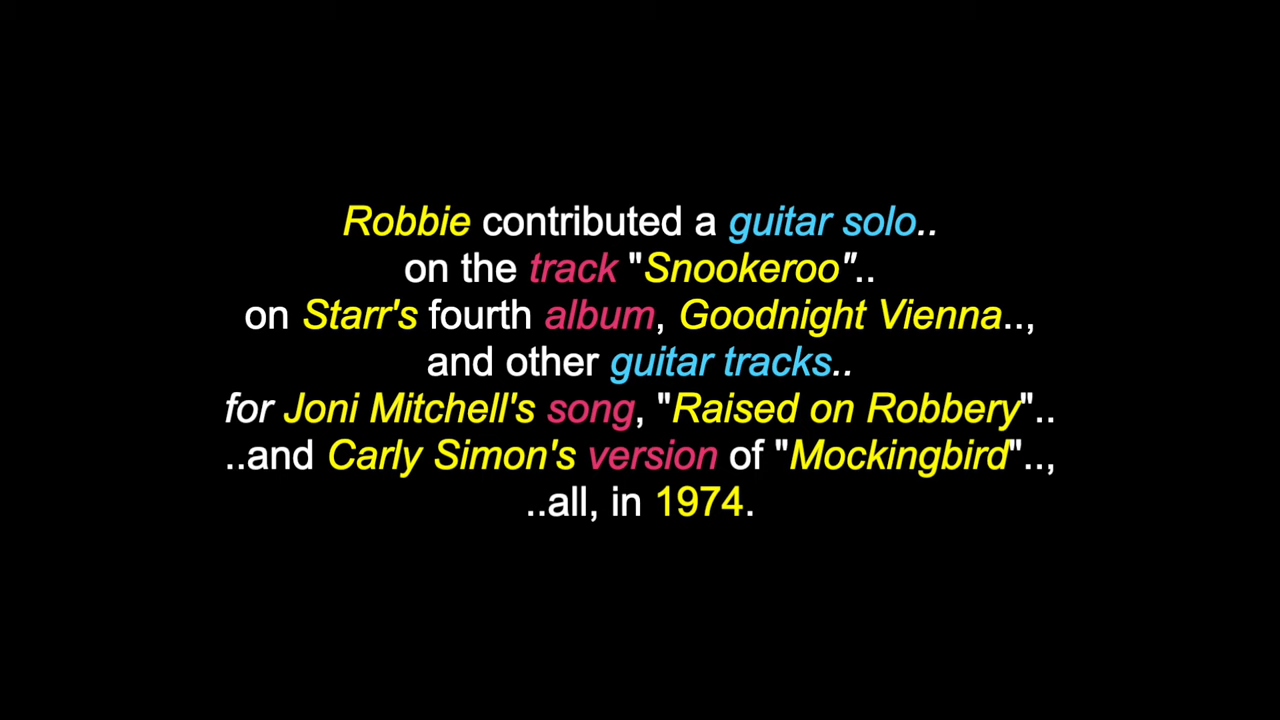 Robbie contributed a guitar solo..
on the track "Snookeroo"..
on Starr's fourth album, Goodnight Vienna..,
and other guitar tracks..
for Joni Mitchell's song, "Raised on Robbery"..
..and Carly Simon's version of "Mockingbird"..,
..all, in 1974.